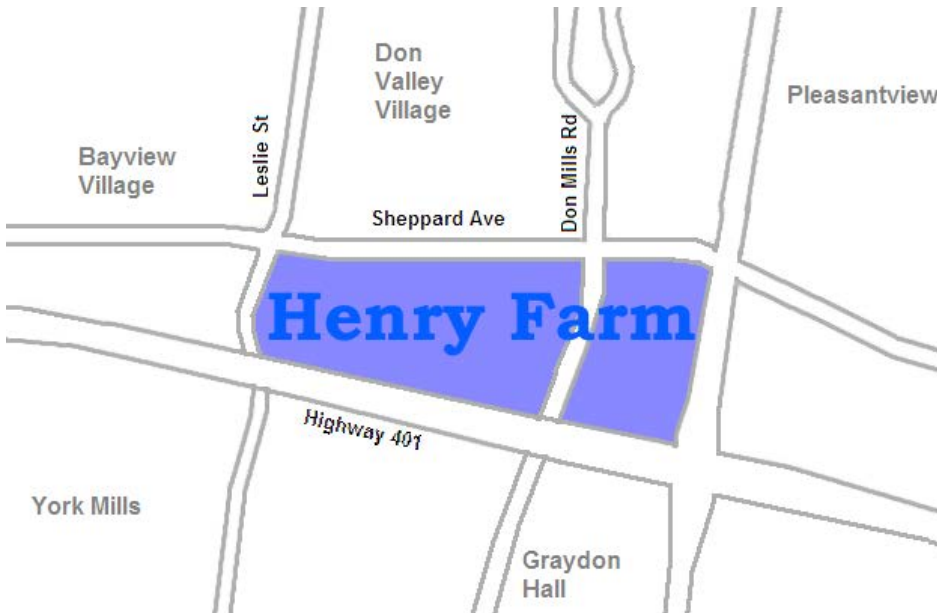 Don
Valley
Village
Pleasantview
Leslie St
Don Mills Rd
Bayview
Village
Sheppard Ave
Henry Farm
Highway 401
York Mills
Graydon
Hall